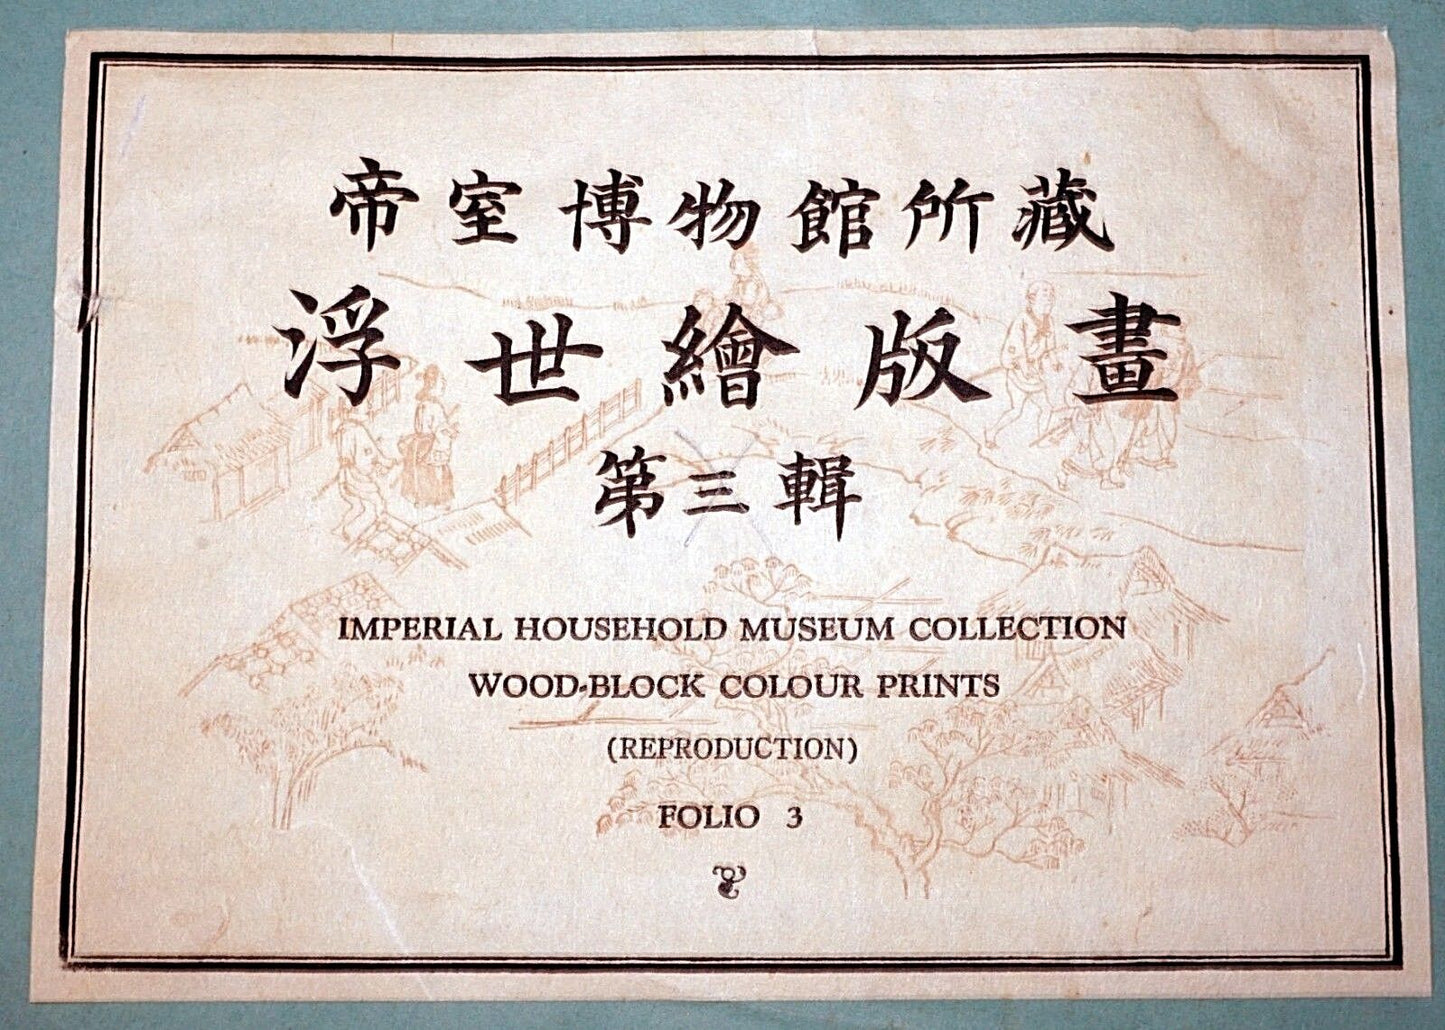 帝室博物館所藏
浮世繪版畫
第三輯
IMPERIAL HOUSEHOLD MUSEUM COLLECTION
WOOD-BLOCK COLOUR PRINTS
(REPRODUCTION)
FOLIO 3